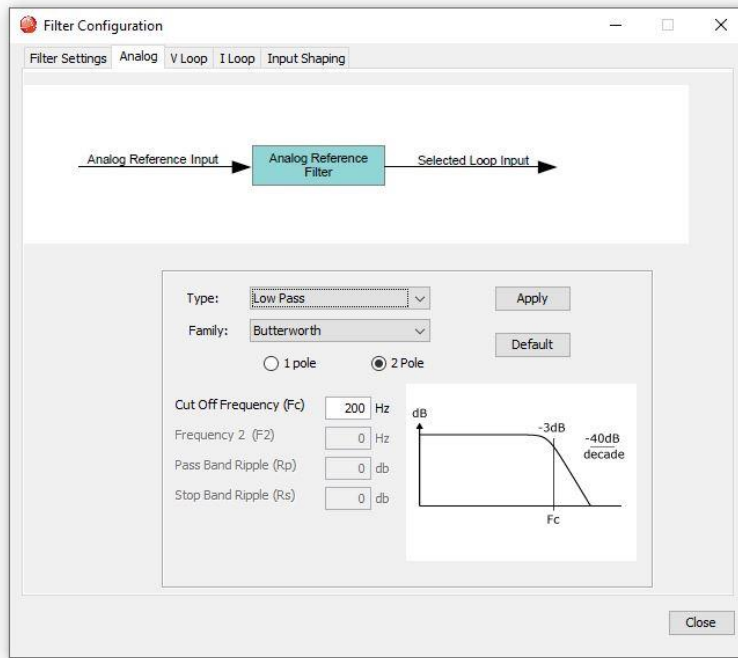 Filter Configuration
Filter Settings Analog V Loop I Loop Input Shaping
Analog Reference Input
Analog Reference
Filter
Selected Loop Input
Type: Low Pass Apply
Family: Butterworth
Default
1 pole 2 Pole
Cut Off Frequency (Fc) 200 Hz
Frequency 2 (F2) 0 Hz
Pass Band Ripple (Rp) 0 db
Stop Band Ripple (Rs) 0 db
dB
-3dB
-40dB
decade
Fc
Close